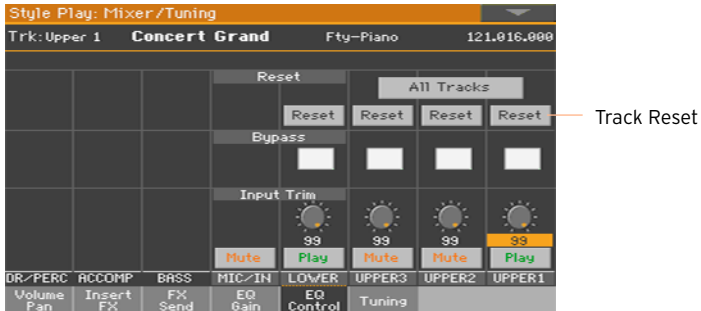 Style Play: Mixer/Tuning
Trk:Upper 1 Concert Grand Fty-Piano 121.016.000
Reset
All Tracks
Reset Reset Reset Reset Track Reset
Bypass
Input Trim
99 99 99 99
Mute Play Mute Mute Play
DR/PERC ACCOMP BASS MIC/IN LOWER UPPER3 UPPER2 UPPER1
Volume Insert FX EQ EQ Tuning
Pan FX Send Gain Control